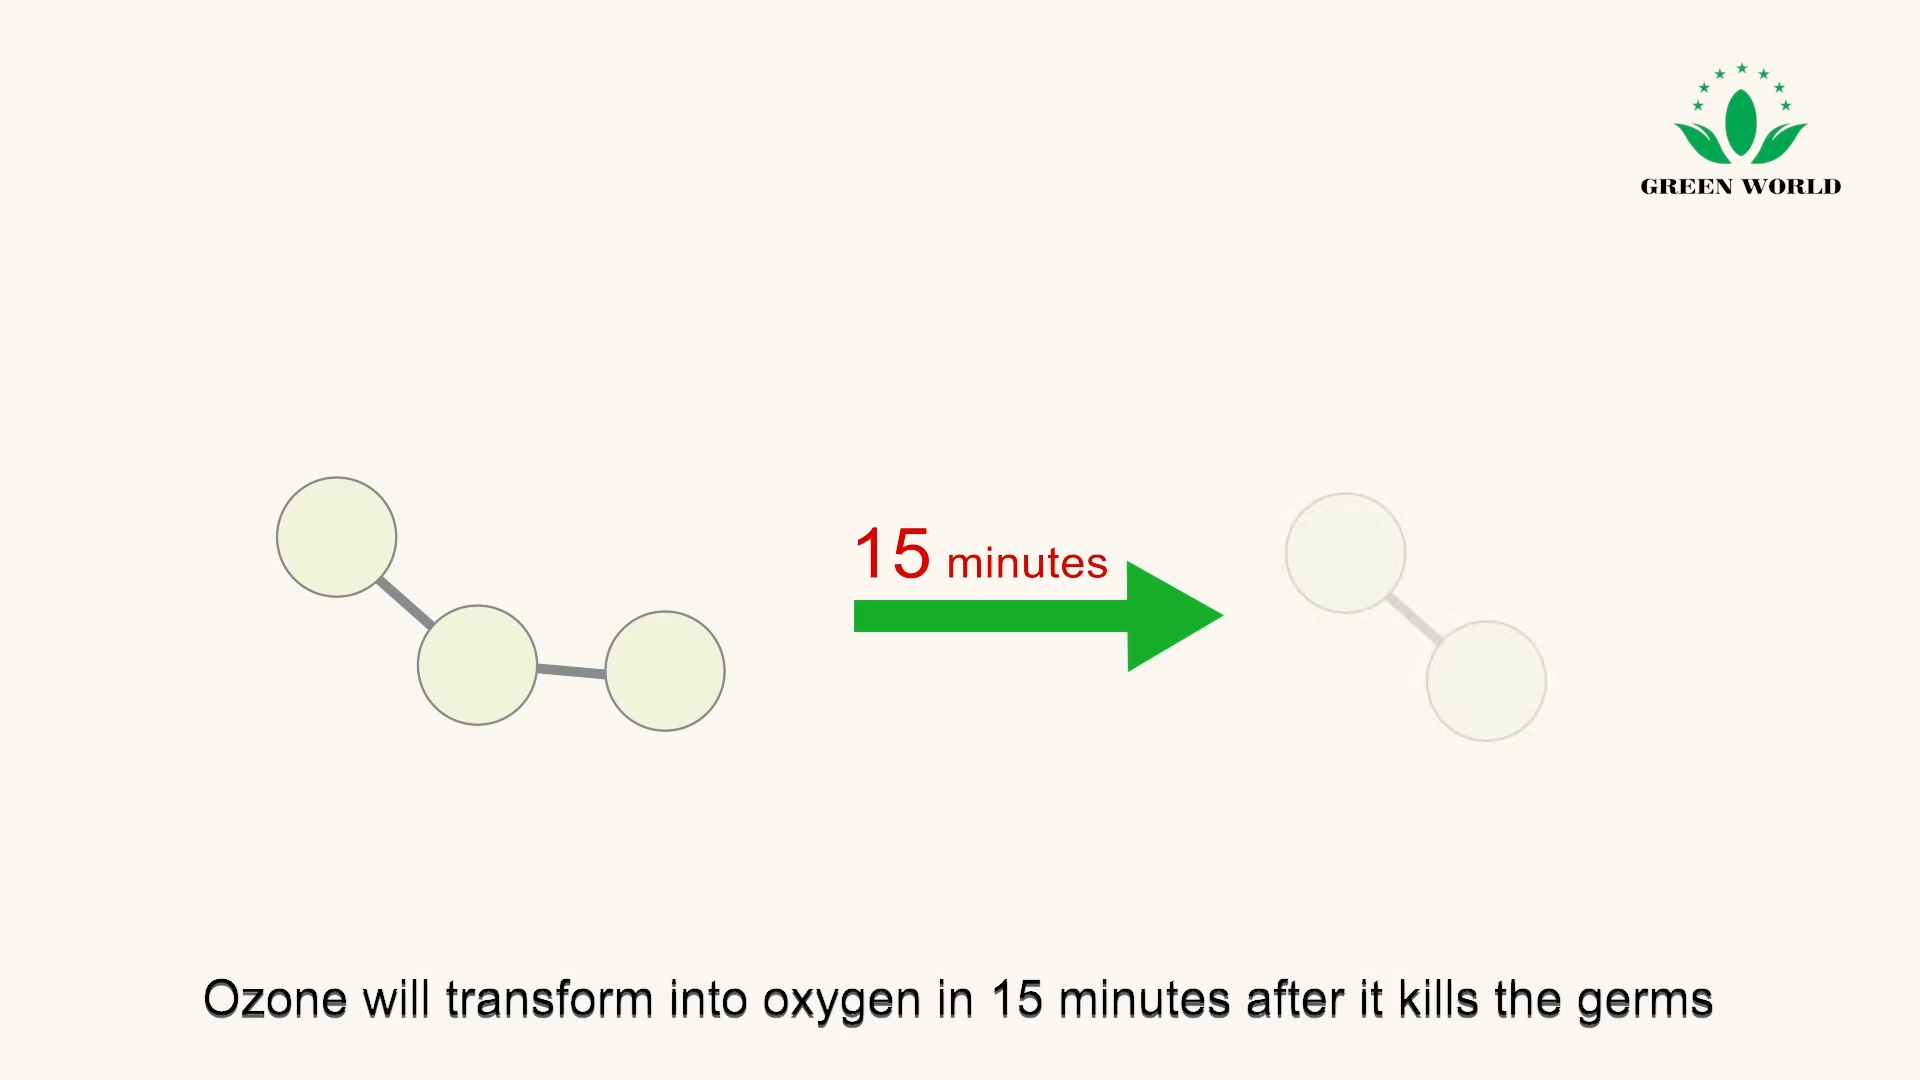 GREEN WORLD
15 minutes
Ozone will transform into oxygen in 15 minutes after it kills the germs